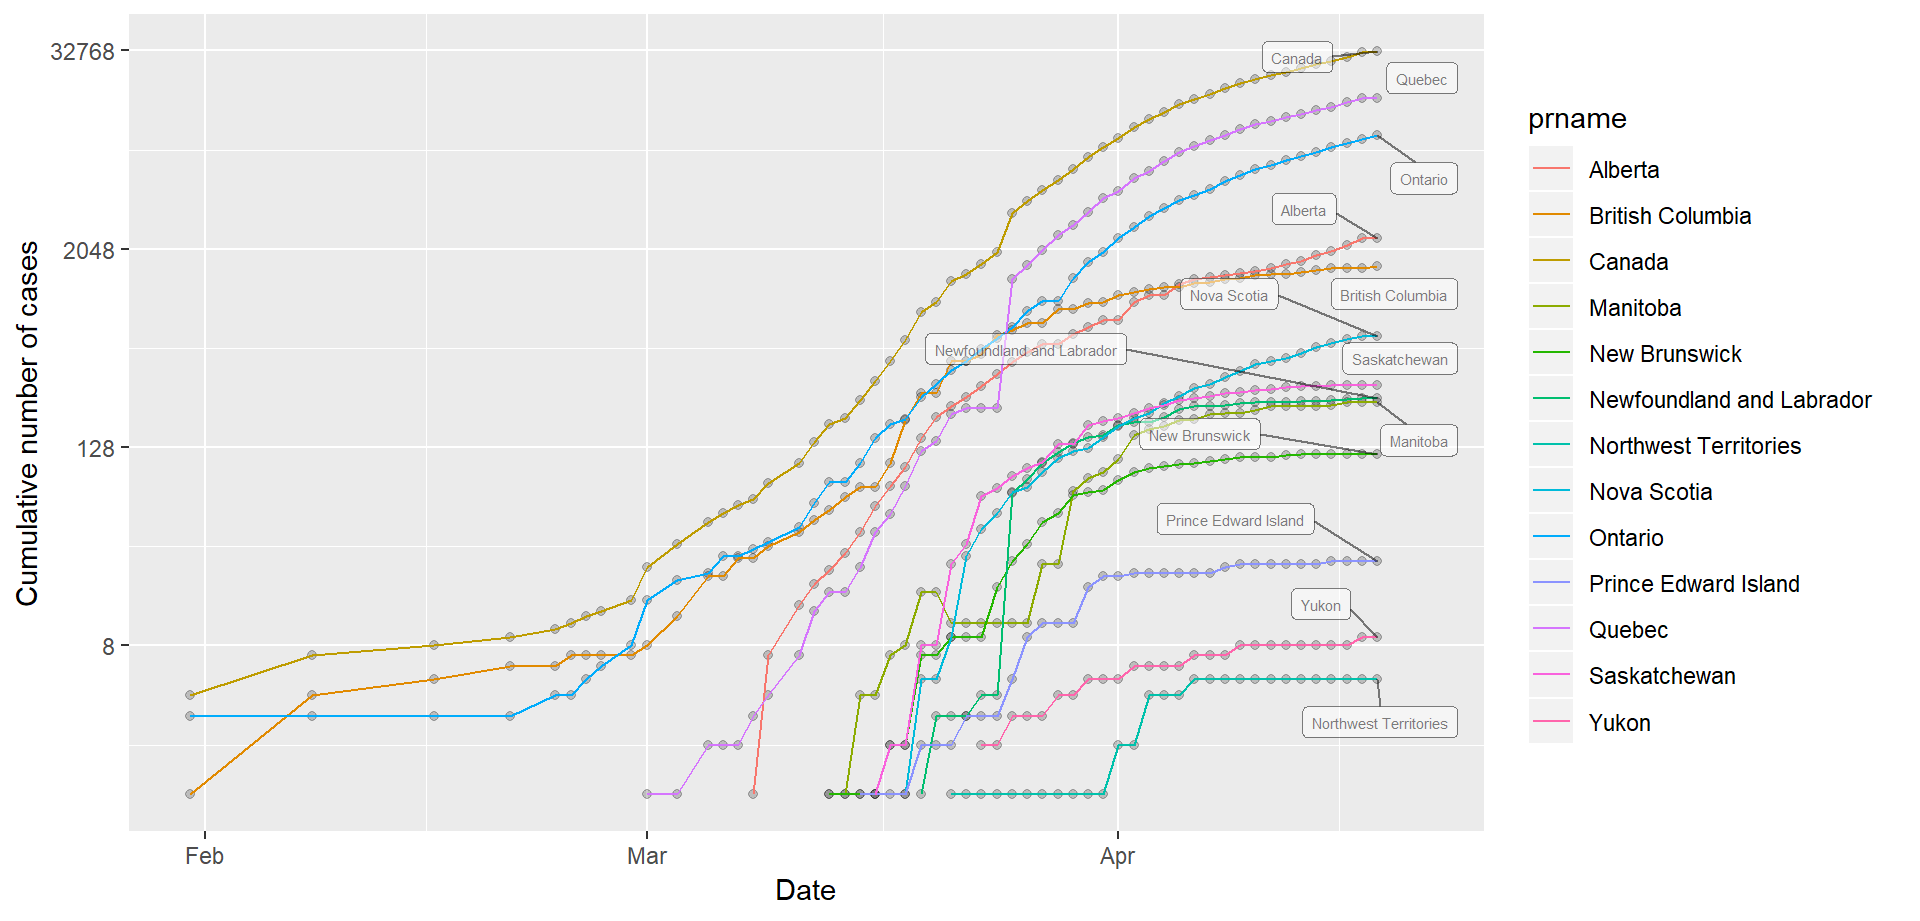 32768
2048
128
8
Cumulative number of cases
Feb
Mar
Apr
Date
Canada
Quebec
Ontario
Alberta
Nova Scotia
British Columbia
Newfoundland and Labrador
Saskatchewan
New Brunswick
Manitoba
Prince Edward Island
Yukon
Northwest Territories
prname
Alberta
British Columbia
Canada
Manitoba
New Brunswick
Newfoundland and Labrador
Northwest Territories
Nova Scotia
Ontario
Prince Edward Island
Quebec
Saskatchewan
Yukon